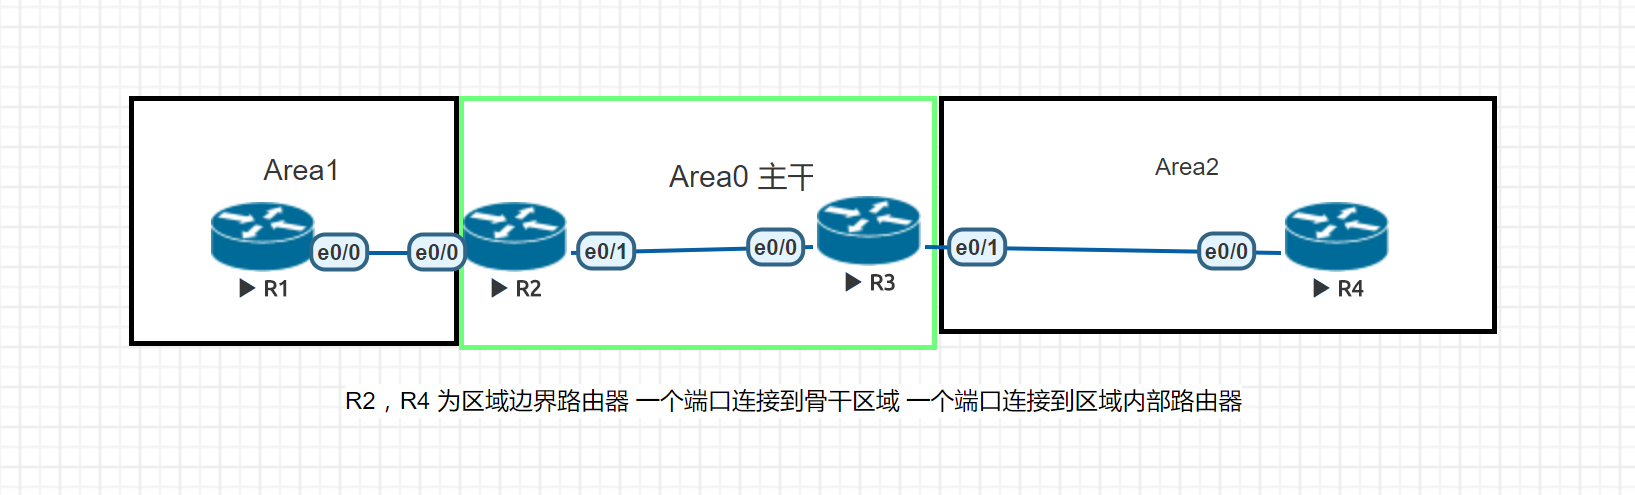 Area1
Area0 主干
Area2
e0/0
e0/0
e0/1
e0/0
e0/1
e0/0
R1
R2
R3
R4
R2，R4 为区域边界路由器 一个端口连接到骨干区域 一个端口连接到区域内部路由器